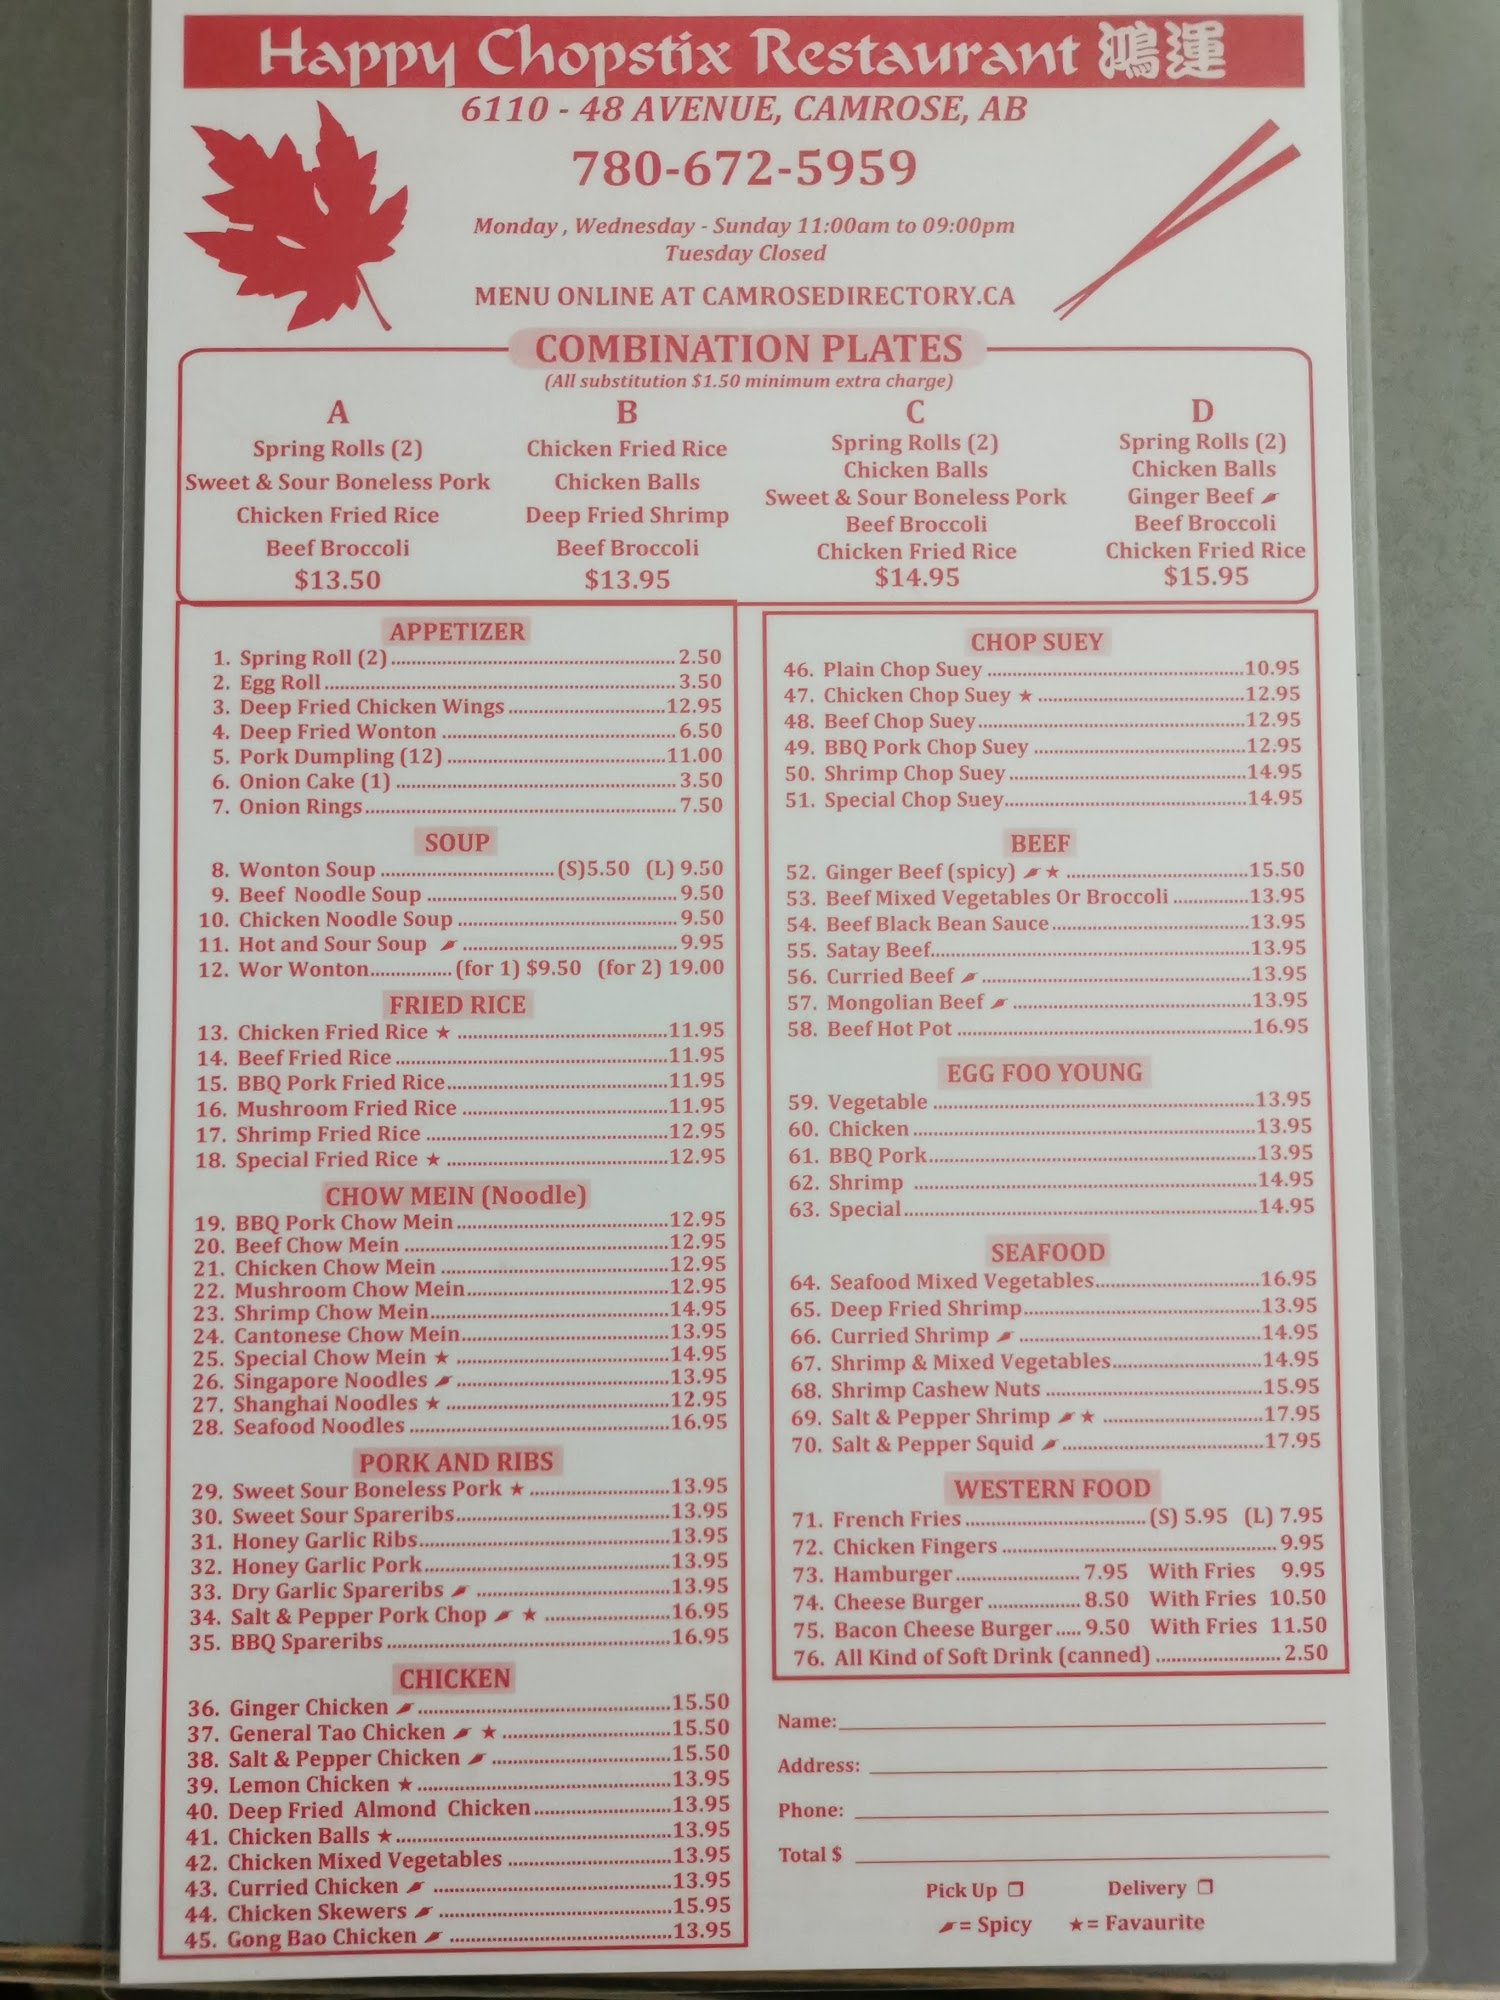 Happy Chopstix Restaurant 鴻運
6110 - 48 AVENUE, CAMROSE, AB
780-672-5959
Monday , Wednesday - Sunday 11:00am to 09:00pm
Tuesday Closed
MENU ONLINE AT CAMROSEDIRECTORY.CA
COMBINATION PLATES
(All substitution $1.50 minimum extra charge)
A
Spring Rolls (2)
Sweet & Sour Boneless Pork
Chicken Fried Rice
Beef Broccoli
$13.50
B
Chicken Fried Rice
Chicken Balls
Deep Fried Shrimp
Beef Broccoli
$13.95
C
Spring Rolls (2)
Chicken Balls
Sweet & Sour Boneless Pork
Beef Broccoli
Chicken Fried Rice
$14.95
D
Spring Rolls (2)
Chicken Balls
Ginger Beef
Beef Broccoli
Chicken Fried Rice
$15.95
APPETIZER
1. Spring Roll (2) 2.50
2. Egg Roll 3.50
3. Deep Fried Chicken Wings 12.95
4. Deep Fried Wonton 6.50
5. Pork Dumpling (12) 11.00
6. Onion Cake (1) 3.50
7. Onion Rings 7.50
SOUP
8. Wonton Soup (S)5.50 (L) 9.50
9. Beef Noodle Soup 9.50
10. Chicken Noodle Soup 9.50
11. Hot and Sour Soup 9.95
12. Wor Wonton (for 1) $9.50 (for 2) 19.00
FRIED RICE
13. Chicken Fried Rice ★ 11.95
14. Beef Fried Rice 11.95
15. BBQ Pork Fried Rice 11.95
16. Mushroom Fried Rice 11.95
17. Shrimp Fried Rice 12.95
18. Special Fried Rice ★ 12.95
CHOW MEIN (Noodle)
19. BBQ Pork Chow Mein 12.95
20. Beef Chow Mein 12.95
21. Chicken Chow Mein 12.95
22. Mushroom Chow Mein 12.95
23. Shrimp Chow Mein 14.95
24. Cantonese Chow Mein 13.95
25. Special Chow Mein ★ 14.95
26. Singapore Noodles 13.95
27. Shanghai Noodles ★ 12.95
28. Seafood Noodles 16.95
PORK AND RIBS
29. Sweet Sour Boneless Pork ★ 13.95
30. Sweet Sour Spareribs 13.95
31. Honey Garlic Ribs 13.95
32. Honey Garlic Pork 13.95
33. Dry Garlic Spareribs 13.95
34. Salt & Pepper Pork Chop ★ 16.95
35. BBQ Spareribs 16.95
CHICKEN
36. Ginger Chicken 15.50
37. General Tao Chicken ★ 15.50
38. Salt & Pepper Chicken 15.50
39. Lemon Chicken ★ 13.95
40. Deep Fried Almond Chicken 13.95
41. Chicken Balls ★ 13.95
42. Chicken Mixed Vegetables 13.95
43. Curried Chicken 13.95
44. Chicken Skewers 15.95
45. Gong Bao Chicken 13.95
CHOP SUEY
46. Plain Chop Suey 10.95
47. Chicken Chop Suey ★ 12.95
48. Beef Chop Suey 12.95
49. BBQ Pork Chop Suey 12.95
50. Shrimp Chop Suey 14.95
51. Special Chop Suey 14.95
BEEF
52. Ginger Beef (spicy) ★ 15.50
53. Beef Mixed Vegetables Or Broccoli 13.95
54. Beef Black Bean Sauce 13.95
55. Satay Beef 13.95
56. Curried Beef 13.95
57. Mongolian Beef 13.95
58. Beef Hot Pot 16.95
EGG FOO YOUNG
59. Vegetable 13.95
60. Chicken 13.95
61. BBQ Pork 13.95
62. Shrimp 14.95
63. Special 14.95
SEAFOOD
64. Seafood Mixed Vegetables 16.95
65. Deep Fried Shrimp 13.95
66. Curried Shrimp 14.95
67. Shrimp & Mixed Vegetables 14.95
68. Shrimp Cashew Nuts 15.95
69. Salt & Pepper Shrimp ★ 17.95
70. Salt & Pepper Squid 17.95
WESTERN FOOD
71. French Fries (S) 5.95 (L) 7.95
72. Chicken Fingers 9.95
73. Hamburger 7.95 With Fries 9.95
74. Cheese Burger 8.50 With Fries 10.50
75. Bacon Cheese Burger 9.50 With Fries 11.50
76. All Kind of Soft Drink (canned) 2.50
Name:
Address:
Phone:
Total $
Pick Up ❒ Delivery ❒
= Spicy ★= Favaurite